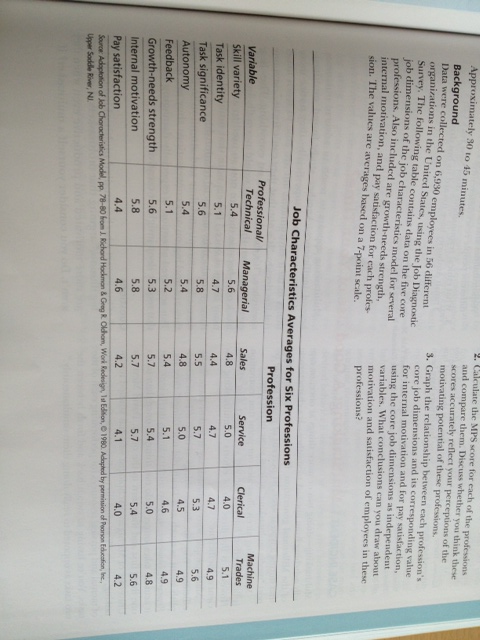 Approximately 30 to 45 minutes.
Background
Data were collected on 6,930 employees in 56 different
organizations in the United States, using the Job Diagnostic
Survey. The following table contains data on the five core
job dimensions of the job characteristics model for several
professions. Also included are growth-needs strength,
internal motivation, and pay satisfaction for each profes-
sion. The values are averages based on a 7-point scale.
2. Calculate the MPS score for each of the professions
and compare them. Discuss whether you think these
scores accurately reflect your perceptions of the
motivating potential of these professions.
3. Graph the relationship between each profession's
core job dimensions and its corresponding value
for internal motivation and for pay satisfaction,
using the core job dimensions as independent
variables. What conclusions can you draw about
motivation and satisfaction of employees in these
professions?
Job Characteristics Averages for Six Professions
Profession
Variable Professional/ Technical Managerial Sales Service Clerical Machine Trades
Skill variety 5.4 5.6 4.8 5.0 4.0 5.1
Task identity 5.1 4.7 4.4 4.7 4.7 4.9
Task significance 5.6 5.8 5.5 5.7 5.3 5.6
Autonomy 5.4 5.4 4.8 5.0 4.5 4.9
Feedback 5.1 5.2 5.4 5.1 4.6 4.9
Growth-needs strength 5.6 5.3 5.7 5.4 5.0 4.8
Internal motivation 5.8 5.8 5.7 5.7 5.4 5.6
Pay satisfaction 4.4 4.6 4.2 4.1 4.0 4.2
Source: Adaptation of Job Characteristics Model, pp. 78–80 from J. Richard Hackman & Greg R. Oldham, Work Redesign, 1st Edition, © 1980. Adapted by permission of Pearson Education, Inc.,
Upper Saddle River, NJ.